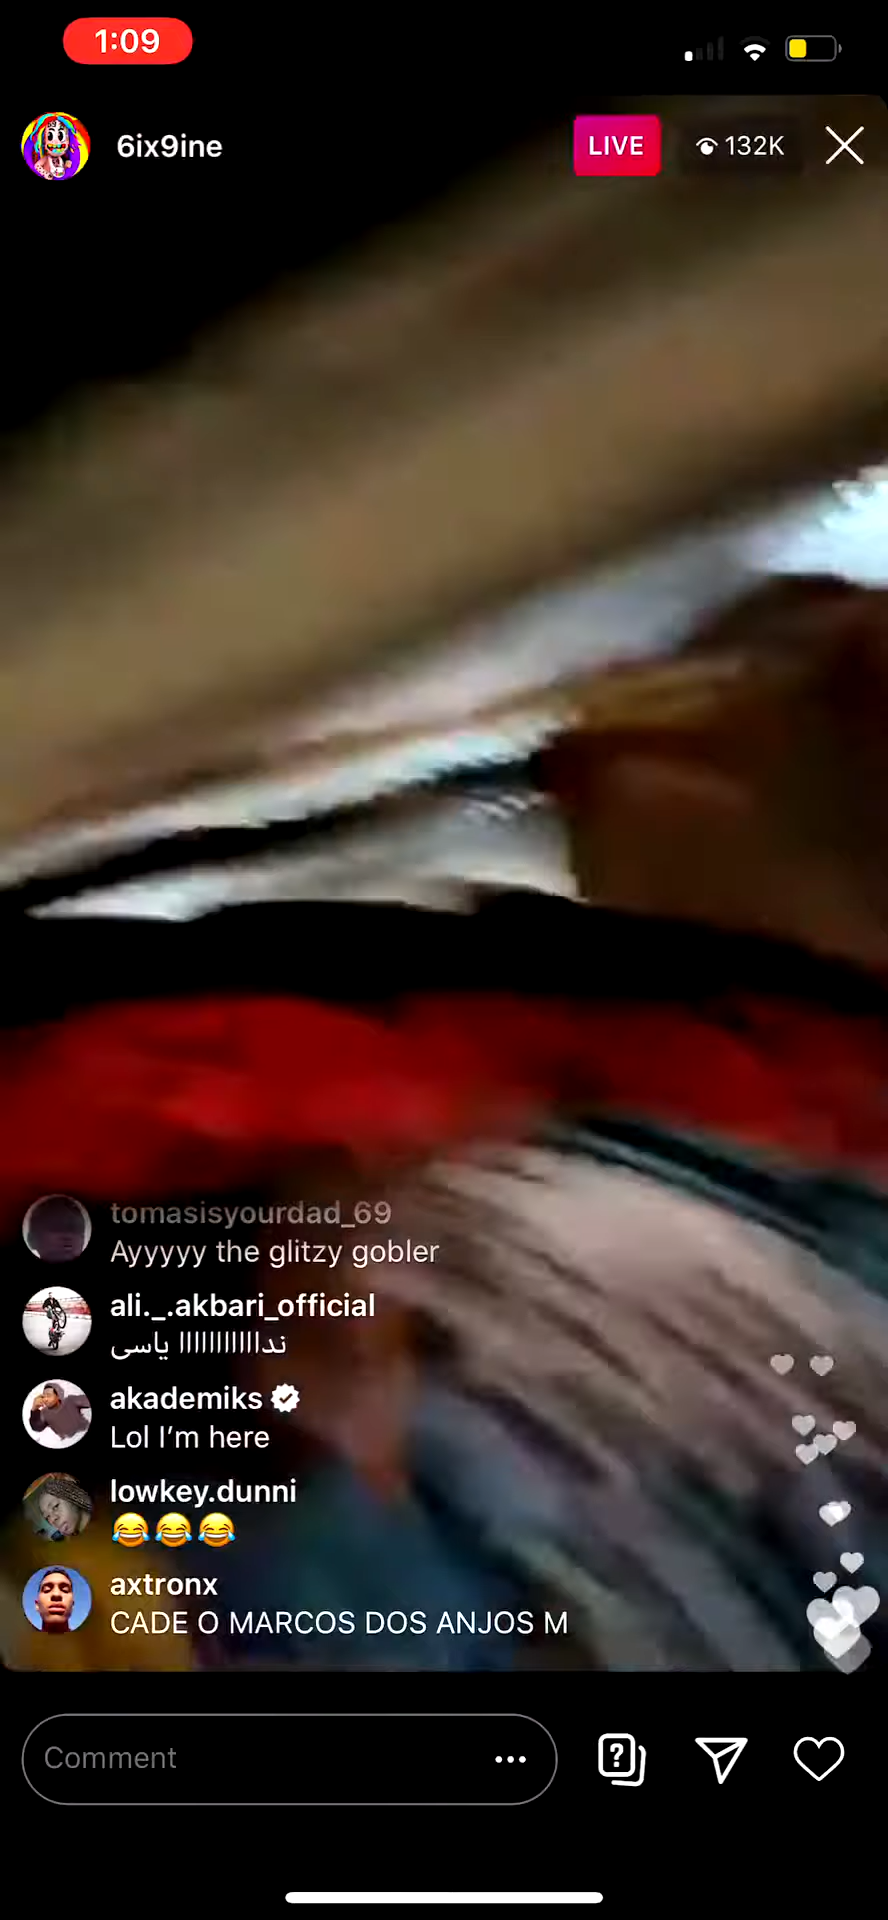 1:09
6ix9ine
LIVE
132K
tomasisyourdad_69
Ayyyyy the glitzy gobler
ali._.akbari_official
نداااااااااااا یاسی
akademiks
Lol I’m here
lowkey.dunni
😂😂😂
axtronx
CADE O MARCOS DOS ANJOS M
Comment